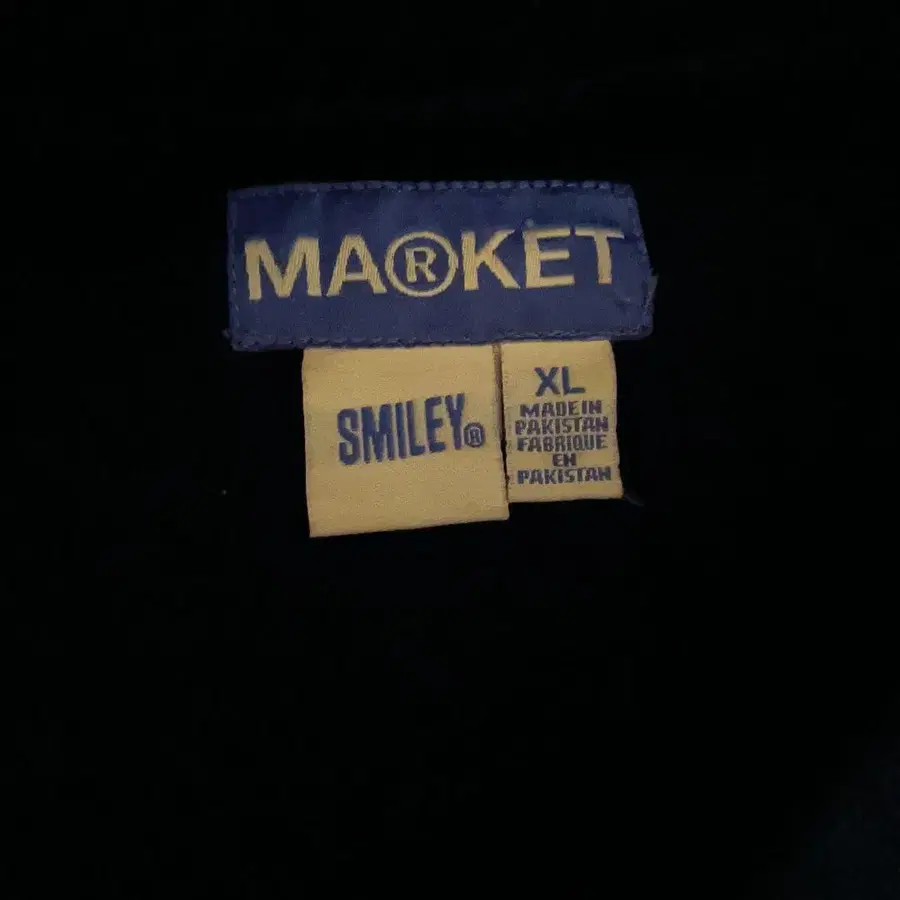 MA®KET
SMILEY®
XL
MADE IN
PAKISTAN
FABRIQUE
EN
PAKISTAN